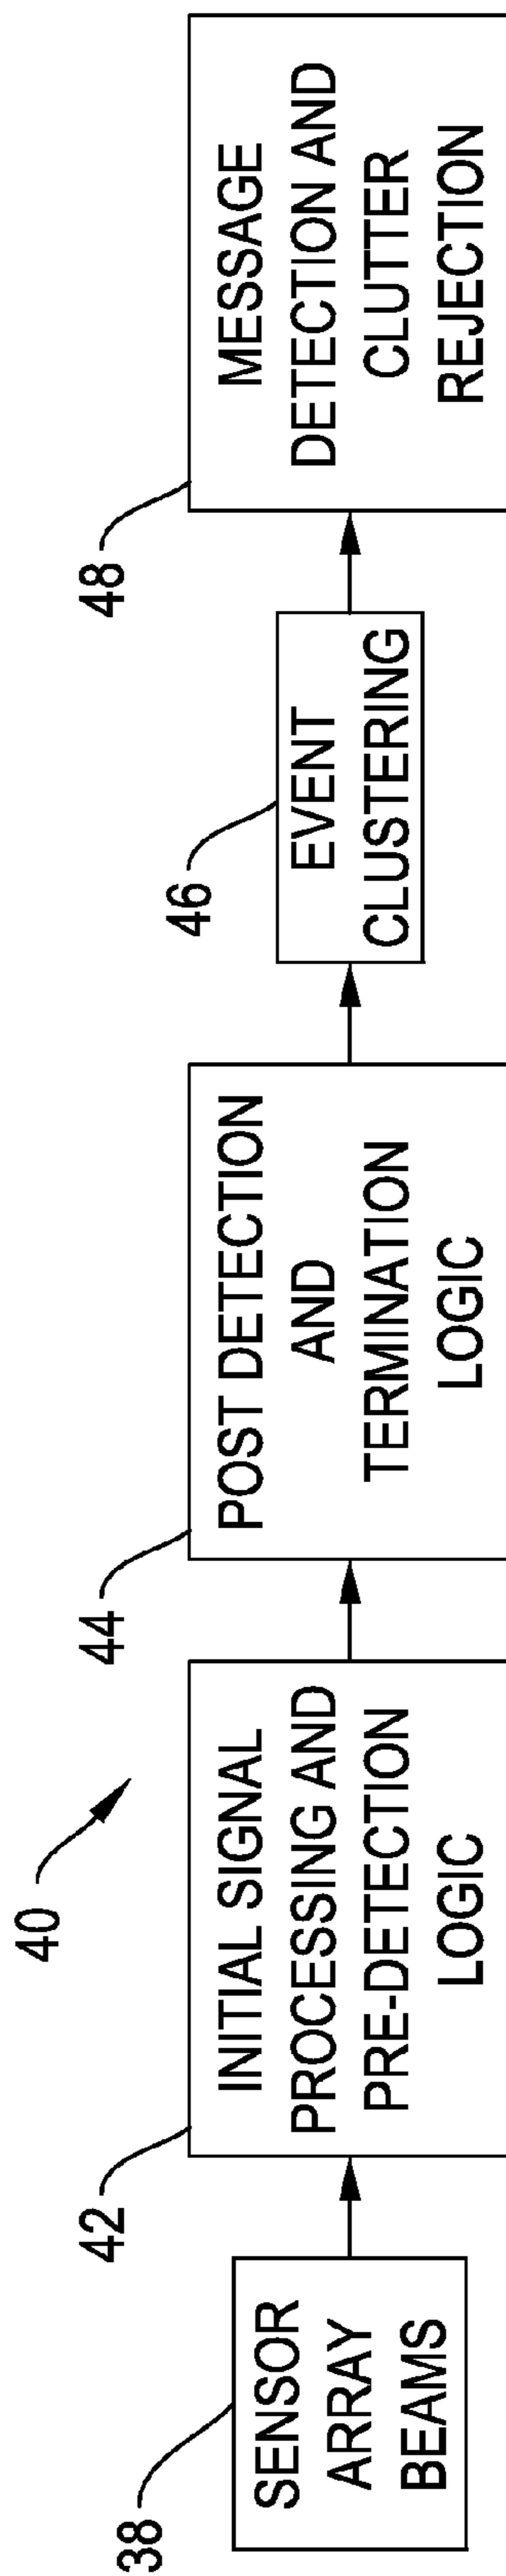 40
38
SENSOR
ARRAY
BEAMS
42
INITIAL SIGNAL
PROCESSING AND
PRE-DETECTION
LOGIC
44
POST DETECTION
AND
TERMINATION
LOGIC
46
EVENT
CLUSTERING
48
MESSAGE
DETECTION AND
CLUTTER
REJECTION